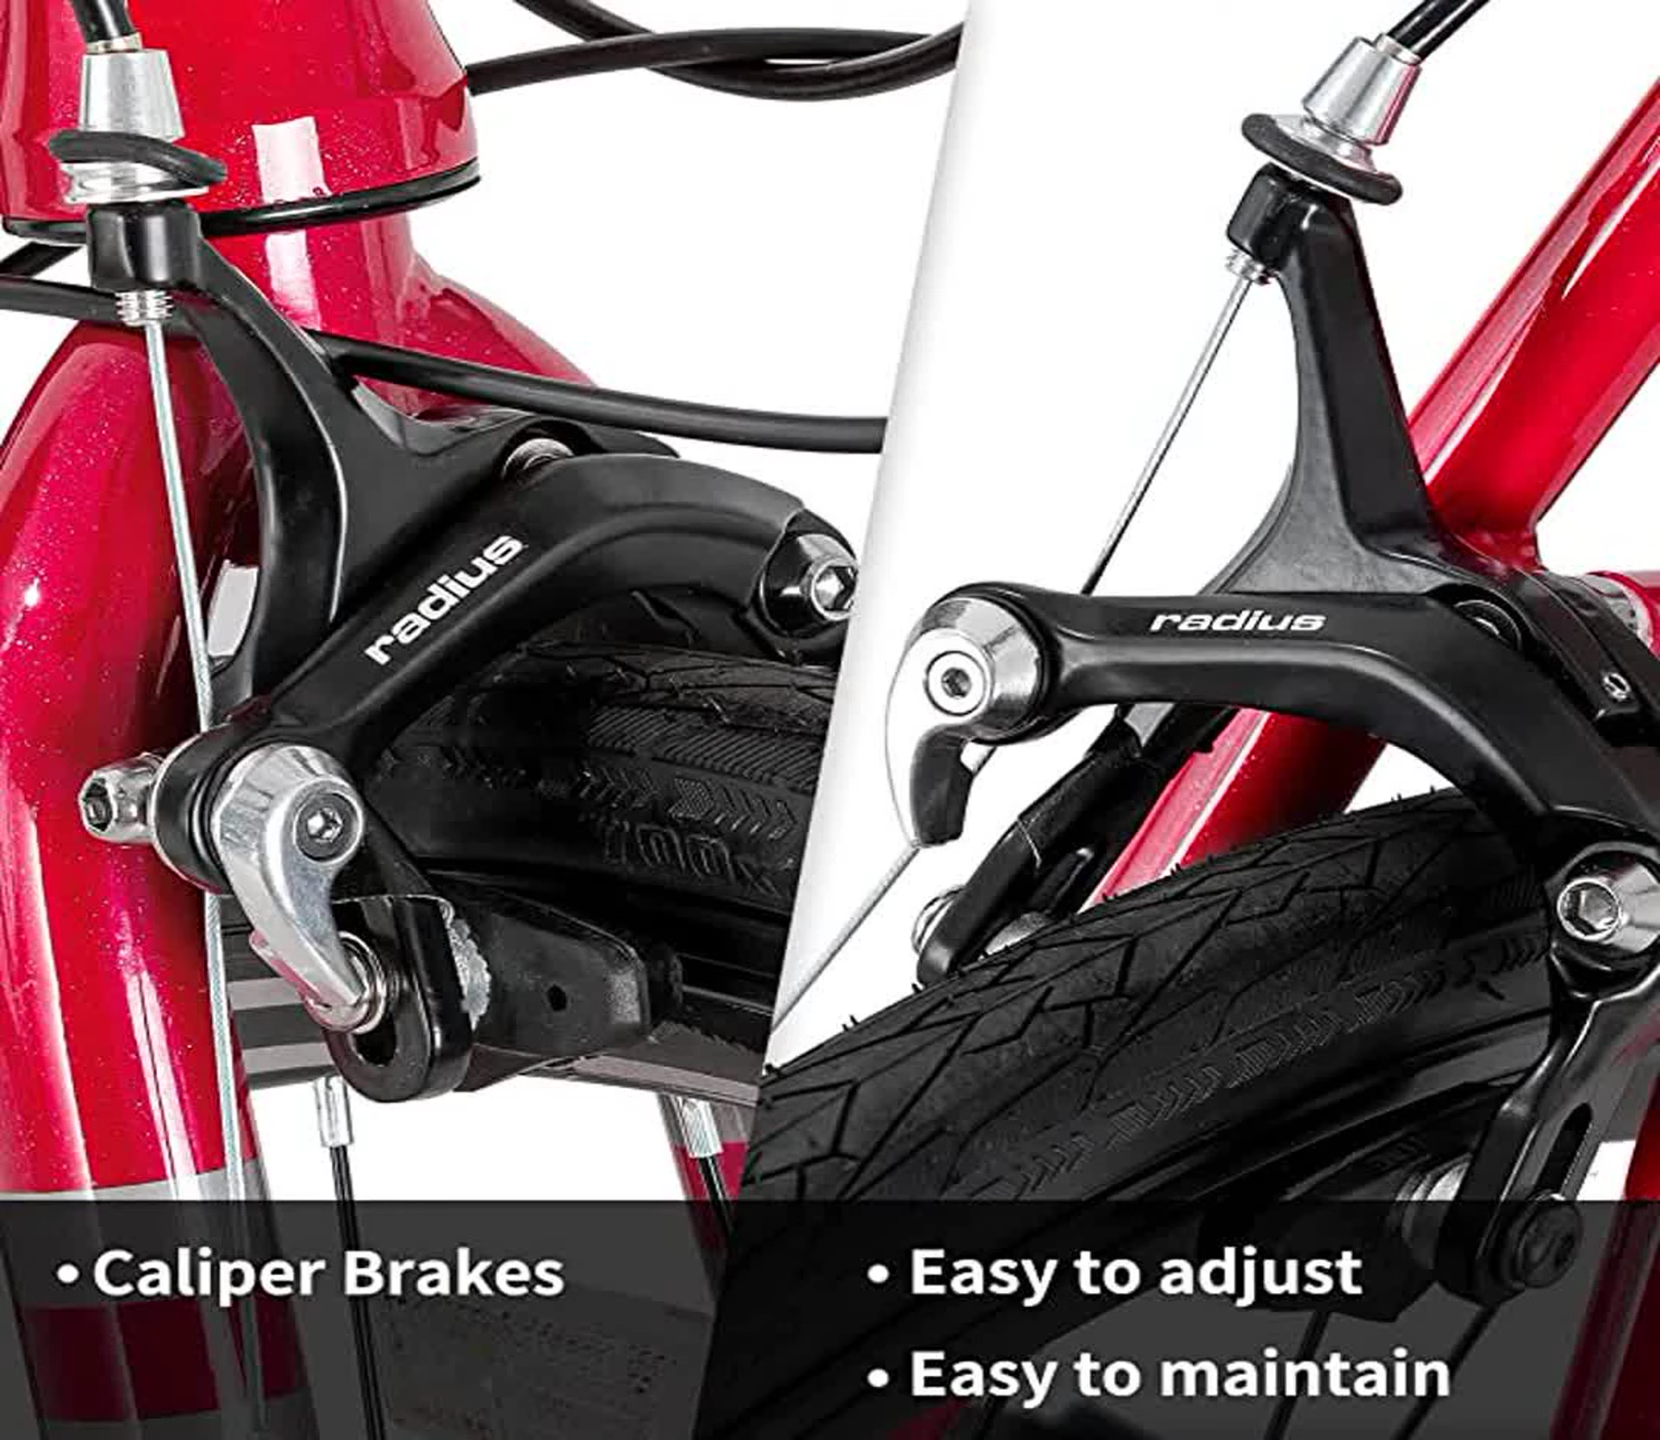 radius
radius
• Caliper Brakes
• Easy to adjust
• Easy to maintain